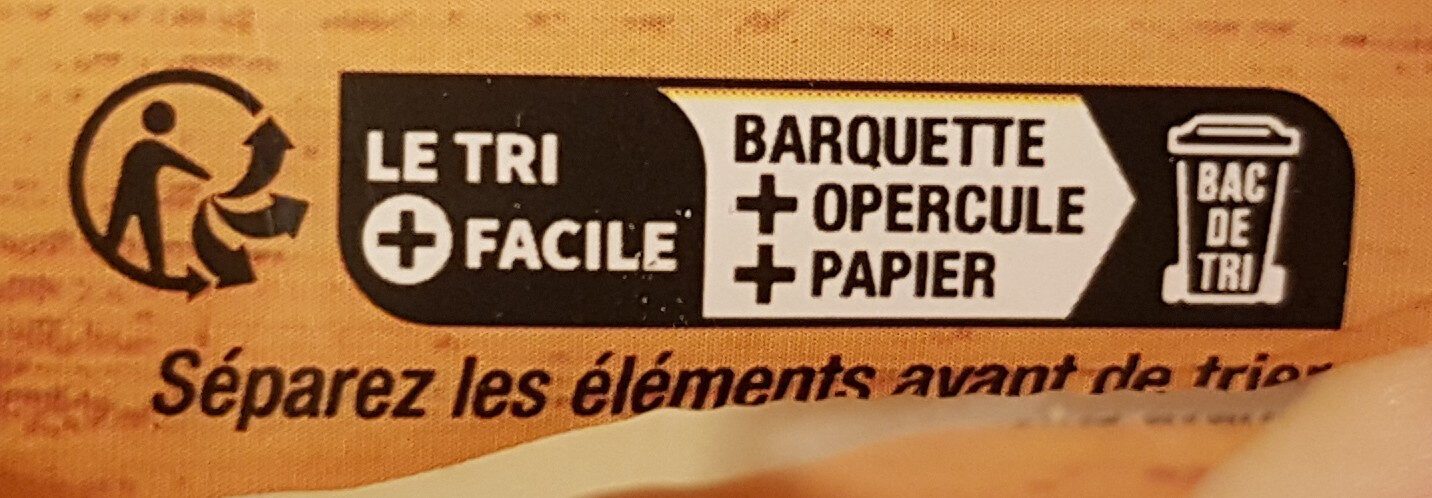 LE TRI
+ FACILE
BARQUETTE
+ OPERCULE
+ PAPIER
BAC
DE
TRI
Séparez les éléments avant de trier